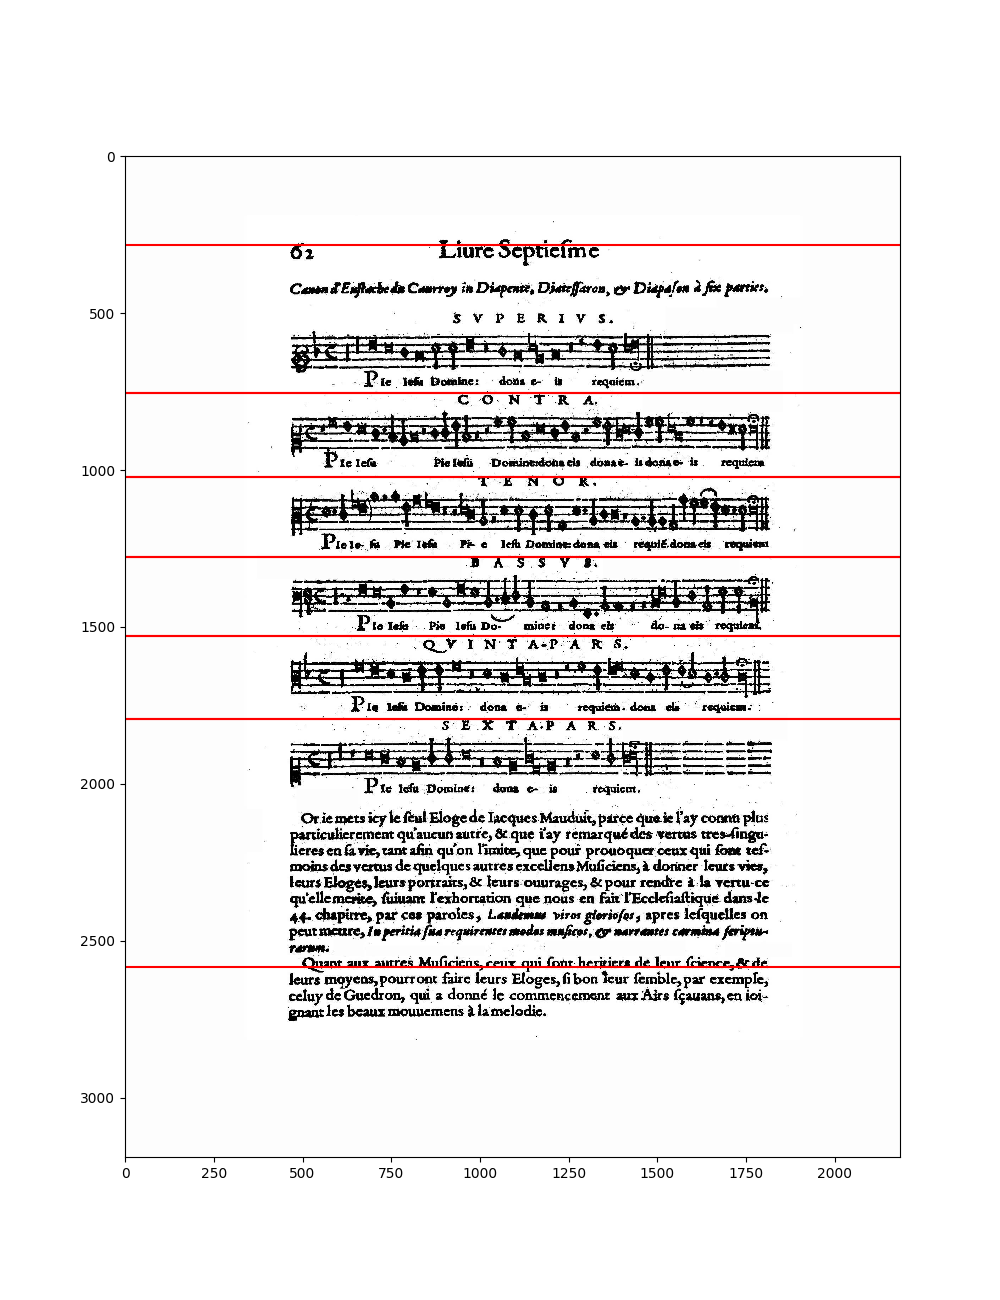 62 Liure Septiesme
Canon d'Eustache du Caurroy in Diapente, Diatessaron, & Diapason à six parties.
SVPERIVS.
PIe Iesu Domine: dona e- is requiem.
CONTRA.
PIe Iesu Pie Iesu Domine: dona eis dona e- is dona e- is requiem
TENOR.
PIe Ie- su Pie Iesu Pi- e Iesu Domine: dona eis requiē. dona eis requiem
BASSVS.
PIe Iesu Pie Iesu Do- mine: dona eis do- na eis requiem.
QVINTA-PARS.
PIe Iesu Domine: dona e- is requiem. dona eis requiem.
SEXTA-PARS.
PIe Iesu Domine: dona e- is requiem.
Or ie mets icy le seul Eloge de Iacques Mauduit, parce que ie l'ay connu plus
particulierement qu'aucun autre, & que i'ay remarqué des vertus tres-singu-
lieres en sa vie, tant afin qu'on l'imite, que pour prouoquer ceux qui sont tes-
moins des vertus de quelques autres excellens Musiciens, à donner leurs vies,
leurs Eloges, leurs portraits, & leurs ouurages, & pour rendre à la vertu ce
qu'elle merite, suiuant l'exhortation que nous en fait l'Ecclesiastique dans le
44. chapitre, par ces paroles, Laudemus viros gloriosos, apres lesquelles on
peut mettre, In peritia sua requirentes modos musicos, & narrantes carmina scriptu-
rarum.
Quant aux autres Musiciens, ceux qui sont heritiers de leur science, & de
leurs moyens, pourront faire leurs Eloges, si bon leur semble, par exemple,
celuy de Guedron, qui a donné le commencement aux Airs sçauans, en ioi-
gnant les beaux mouuemens à la melodie.
0
500
1000
1500
2000
2500
3000
0 250 500 750 1000 1250 1500 1750 2000